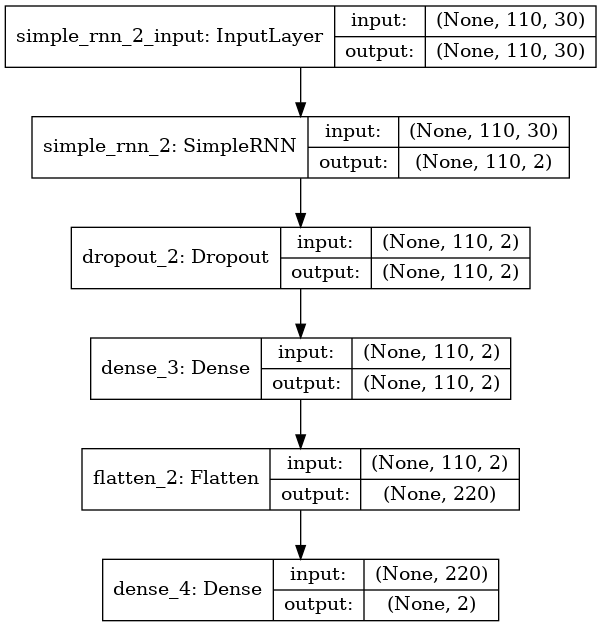 simple_rnn_2_input: InputLayer
input: (None, 110, 30)
output: (None, 110, 30)
simple_rnn_2: SimpleRNN
input: (None, 110, 30)
output: (None, 110, 2)
dropout_2: Dropout
input: (None, 110, 2)
output: (None, 110, 2)
dense_3: Dense
input: (None, 110, 2)
output: (None, 110, 2)
flatten_2: Flatten
input: (None, 110, 2)
output: (None, 220)
dense_4: Dense
input: (None, 220)
output: (None, 2)